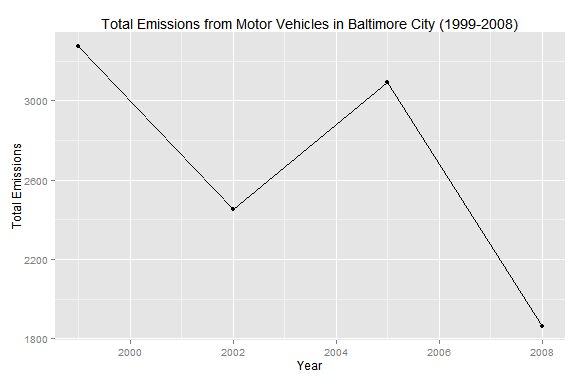 Total Emissions from Motor Vehicles in Baltimore City (1999-2008)
Total Emissions
3000
2600
2200
1800
2000 2002 2004 2006 2008
Year